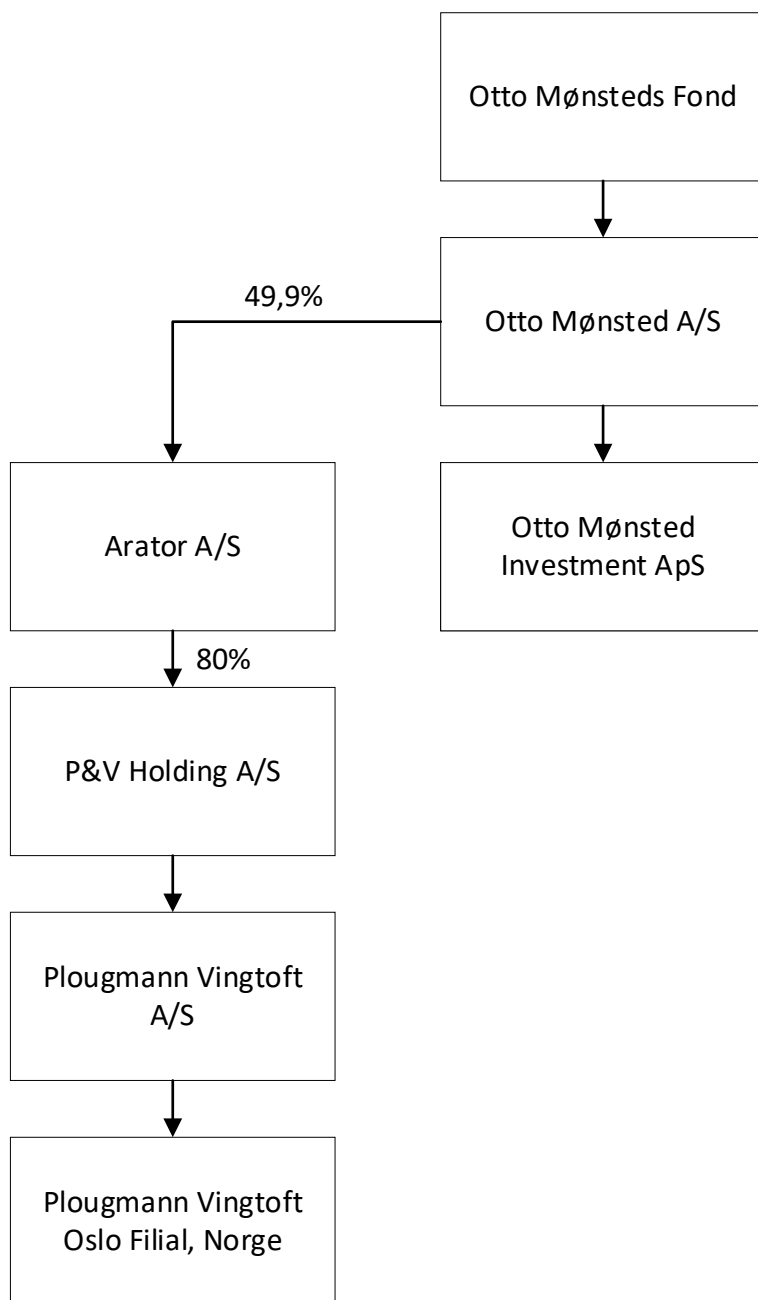 Otto Mønsteds Fond
49,9%
Otto Mønsted A/S
Arator A/S
Otto Mønsted
Investment ApS
80%
P&V Holding A/S
Plougmann Vingtoft
A/S
Plougmann Vingtoft
Oslo Filial, Norge